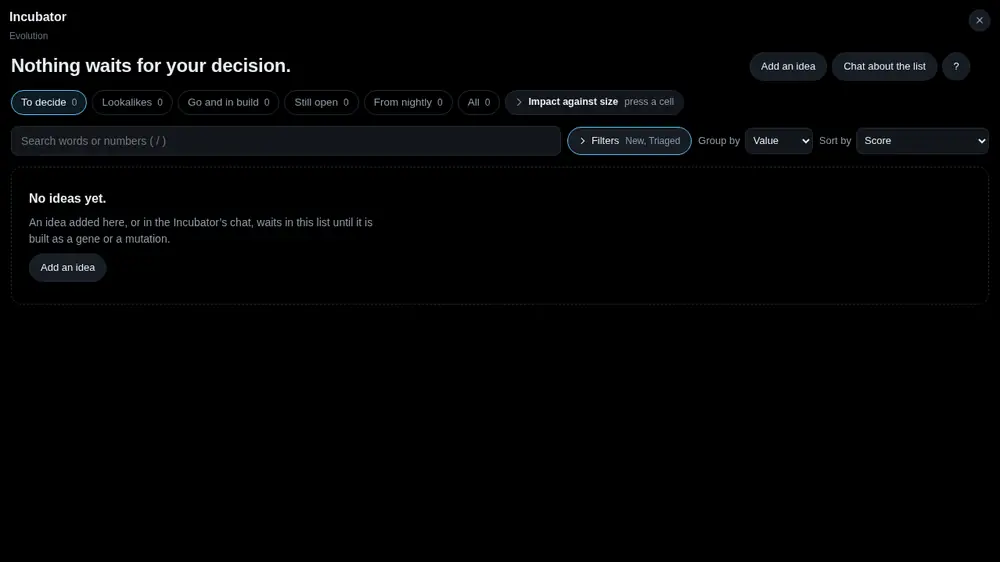 Incubator
Evolution
Nothing waits for your decision.
Add an idea
Chat about the list
?
To decide 0
Lookalikes 0
Go and in build 0
Still open 0
From nightly 0
All 0
Impact against size press a cell
Search words or numbers ( / )
Filters New, Triaged
Group by
Value
Sort by
Score
No ideas yet.
An idea added here, or in the Incubator’s chat, waits in this list until it is
built as a gene or a mutation.
Add an idea